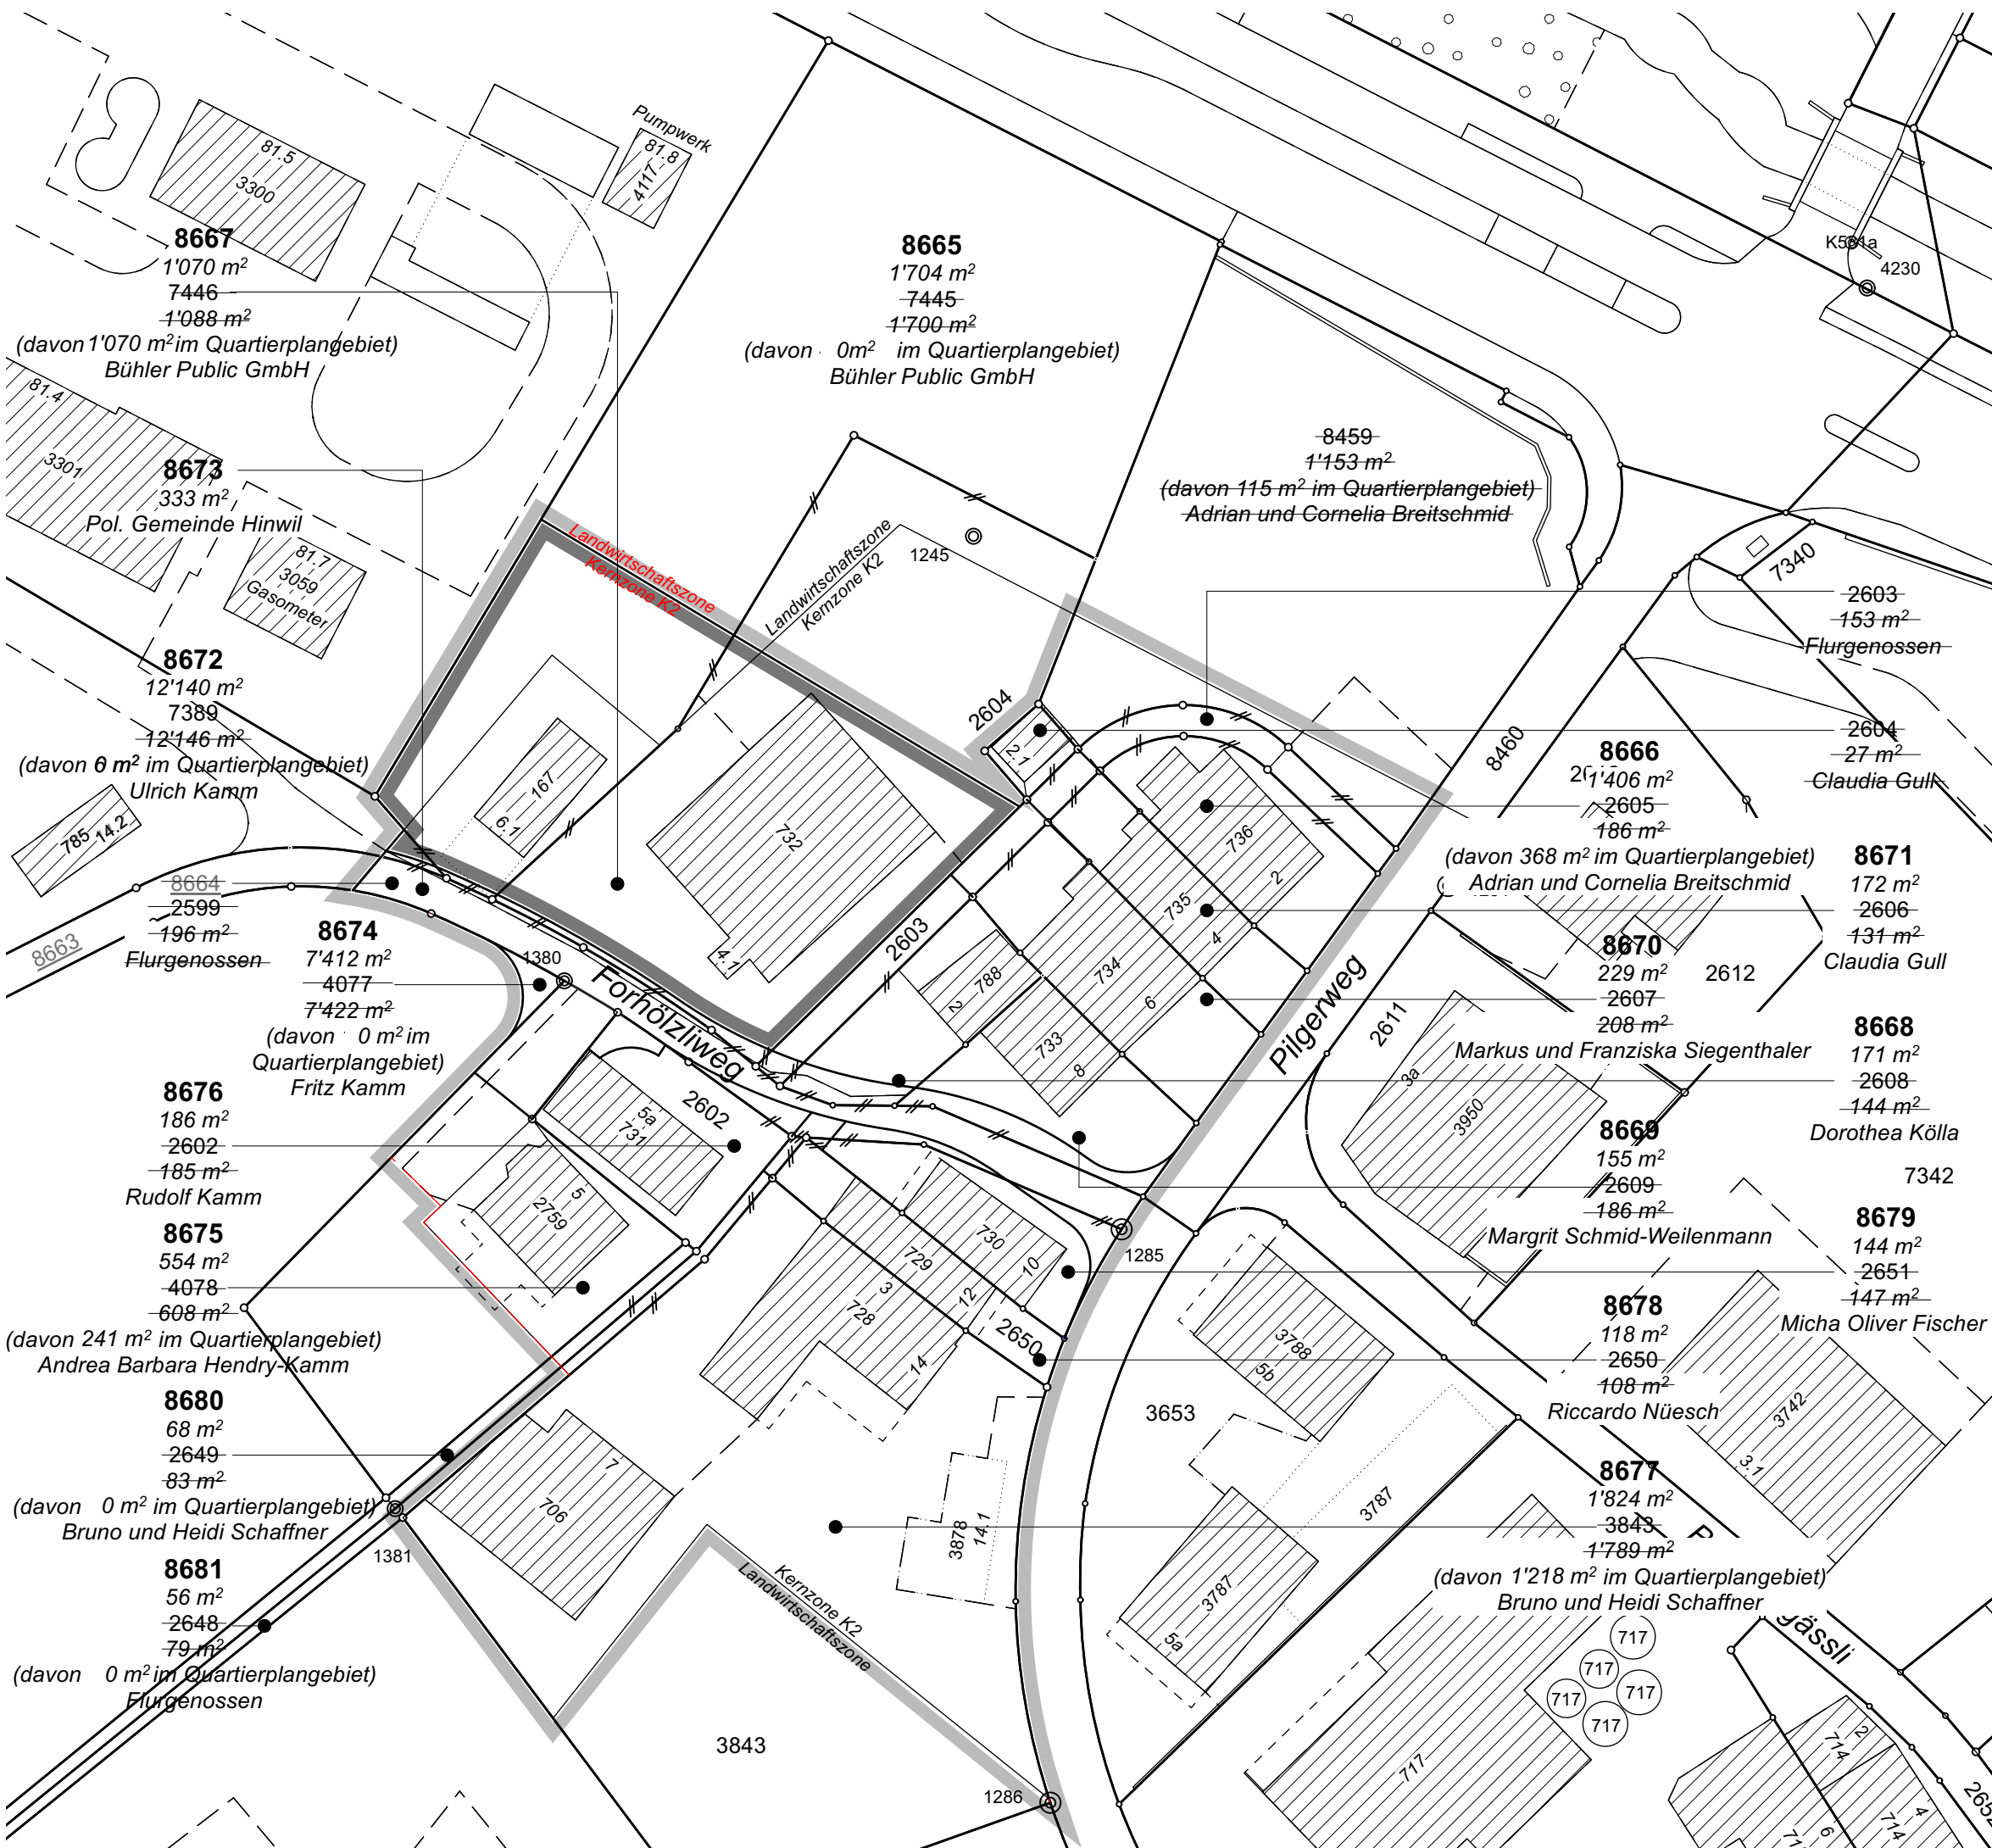 Pumpwerk
81.8
4117
81.5
3300
8667
1'070 m²
7446
1'088 m²
(davon 1'070 m² im Quartierplangebiet)
Bühler Public GmbH
8665
1'704 m²
7445
1'700 m²
(davon 0m² im Quartierplangebiet)
Bühler Public GmbH
K581a
4230
81.4
3301
8673
333 m²
Pol. Gemeinde Hinwil
81.7
3059
Gasometer
8459
1'153 m²
(davon 115 m² im Quartierplangebiet)
Adrian und Cornelia Breitschmid
Landwirtschaftszone
Kernzone K2
Landwirtschaftszone
Kernzone K2
1245
7340
2603
153 m²
Flurgenossen
8672
12'140 m²
7389
12'146 m²
(davon 0 m² im Quartierplangebiet)
Ulrich Kamm
785
14.2
167
6.1
732
4.1
2604
2.1
8460
2604
27 m²
Claudia Gull
8666
1'406 m²
2605
186 m²
(davon 368 m² im Quartierplangebiet)
Adrian und Cornelia Breitschmid
8671
172 m²
2606
131 m²
Claudia Gull
736
2
735
4
734
6
733
8
788
2
2603
8664
2599
196 m²
Flurgenossen
8663
8674
7'412 m²
4077
7'422 m²
(davon 0 m² im
Quartierplangebiet)
Fritz Kamm
1380
Forhölzliweg
Pilgerweg
2611
2612
8670
229 m²
2607
208 m²
Markus und Franziska Siegenthaler
8668
171 m²
2608
144 m²
Dorothea Kölla
3a
3950
8669
155 m²
2609
186 m²
Margrit Schmid-Weilenmann
7342
8676
186 m²
2602
185 m²
Rudolf Kamm
2602
5a
731
5
2759
8675
554 m²
4078
608 m²
(davon 241 m² im Quartierplangebiet)
Andrea Barbara Hendry-Kamm
730
10
729
12
3
728
14
2650
1285
8679
144 m²
2651
147 m²
Micha Oliver Fischer
8678
118 m²
2650
108 m²
Riccardo Nüesch
3788
5b
3653
3742
3.1
8680
68 m²
2649
83 m²
(davon 0 m² im Quartierplangebiet)
Bruno und Heidi Schaffner
7
706
1381
3878
14.1
3787
3787
5a
8677
1'824 m²
3843
1'789 m²
(davon 1'218 m² im Quartierplangebiet)
Bruno und Heidi Schaffner
8681
56 m²
2648
79 m²
(davon 0 m² im Quartierplangebiet)
Flurgenossen
Kernzone K2
Landwirtschaftszone
3843
1286
717
717
717
717
717
717
gässli
2
714
4
714
6